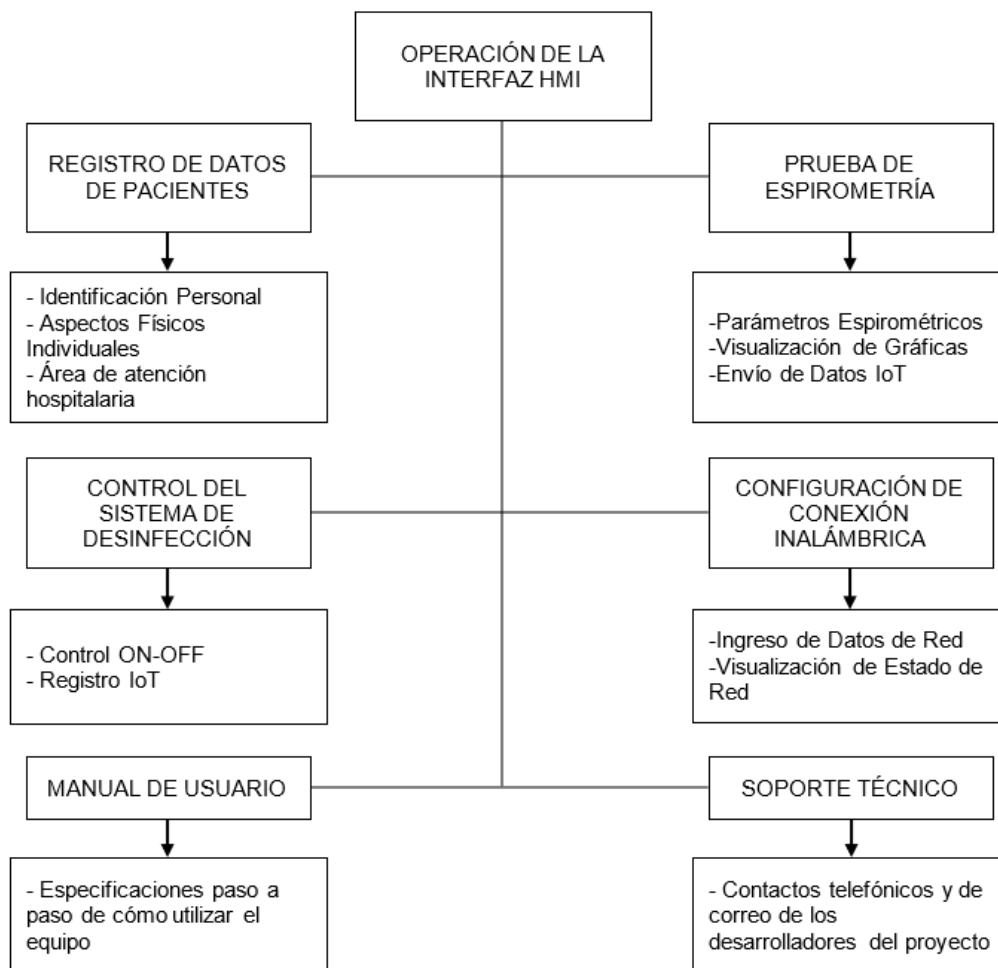 OPERACIÓN DE LA
INTERFAZ HMI
REGISTRO DE DATOS
DE PACIENTES
- Identificación Personal
- Aspectos Físicos
Individuales
- Área de atención
hospitalaria
PRUEBA DE
ESPIROMETRÍA
-Parámetros Espirométricos
-Visualización de Gráficas
-Envío de Datos IoT
CONTROL DEL
SISTEMA DE
DESINFECCIÓN
- Control ON-OFF
- Registro IoT
CONFIGURACIÓN DE
CONEXIÓN
INALÁMBRICA
-Ingreso de Datos de Red
-Visualización de Estado de
Red
MANUAL DE USUARIO
- Especificaciones paso a
paso de cómo utilizar el
equipo
SOPORTE TÉCNICO
- Contactos telefónicos y de
correo de los
desarrolladores del proyecto